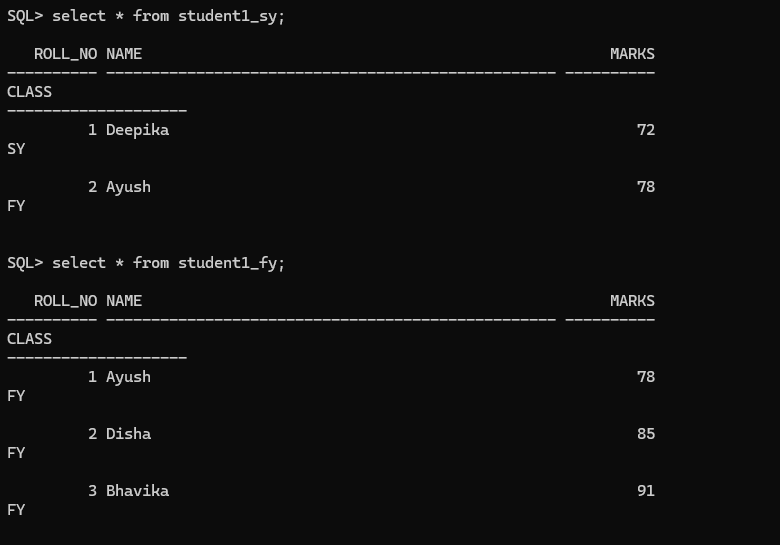 SQL> select * from student1_sy;
ROLL_NO NAME MARKS
---------- -------------------------------------------------- ----------
CLASS
--------------------
1 Deepika 72
SY
2 Ayush 78
FY
SQL> select * from student1_fy;
ROLL_NO NAME MARKS
---------- -------------------------------------------------- ----------
CLASS
--------------------
1 Ayush 78
FY
2 Disha 85
FY
3 Bhavika 91
FY